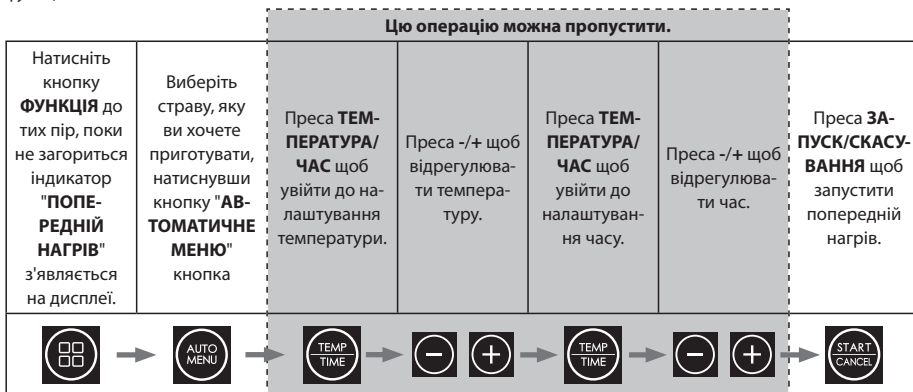 Цю операцію можна пропустити.
Натисніть
кнопку
ФУНКЦІЯ до
тих пір, поки
не загориться
індикатор
"ПОПЕ-
РЕДНІЙ
НАГРІВ"
з'являється
на дисплеї.
Виберіть
страву, яку
ви хочете
приготувати,
натиснувши
кнопку "АВ-
ТОМАТИЧНЕ
МЕНЮ"
кнопка
Преса ТЕМ-
ПЕРАТУРА/
ЧАС щоб
увійти до на-
лаштування
температури.
Преса -/+ щоб
відрегулюва-
ти темпера-
туру.
Преса ТЕМ-
ПЕРАТУРА/
ЧАС щоб
увійти до
налаштуван-
ня часу.
Преса -/+ щоб
відрегулюва-
ти час.
Преса ЗА-
ПУСК/СКАСУ-
ВАННЯ щоб
запустити
попередній
нагрів.
AUTO
MENU
TEMP
TIME
− +
TEMP
TIME
− +
START
CANCEL